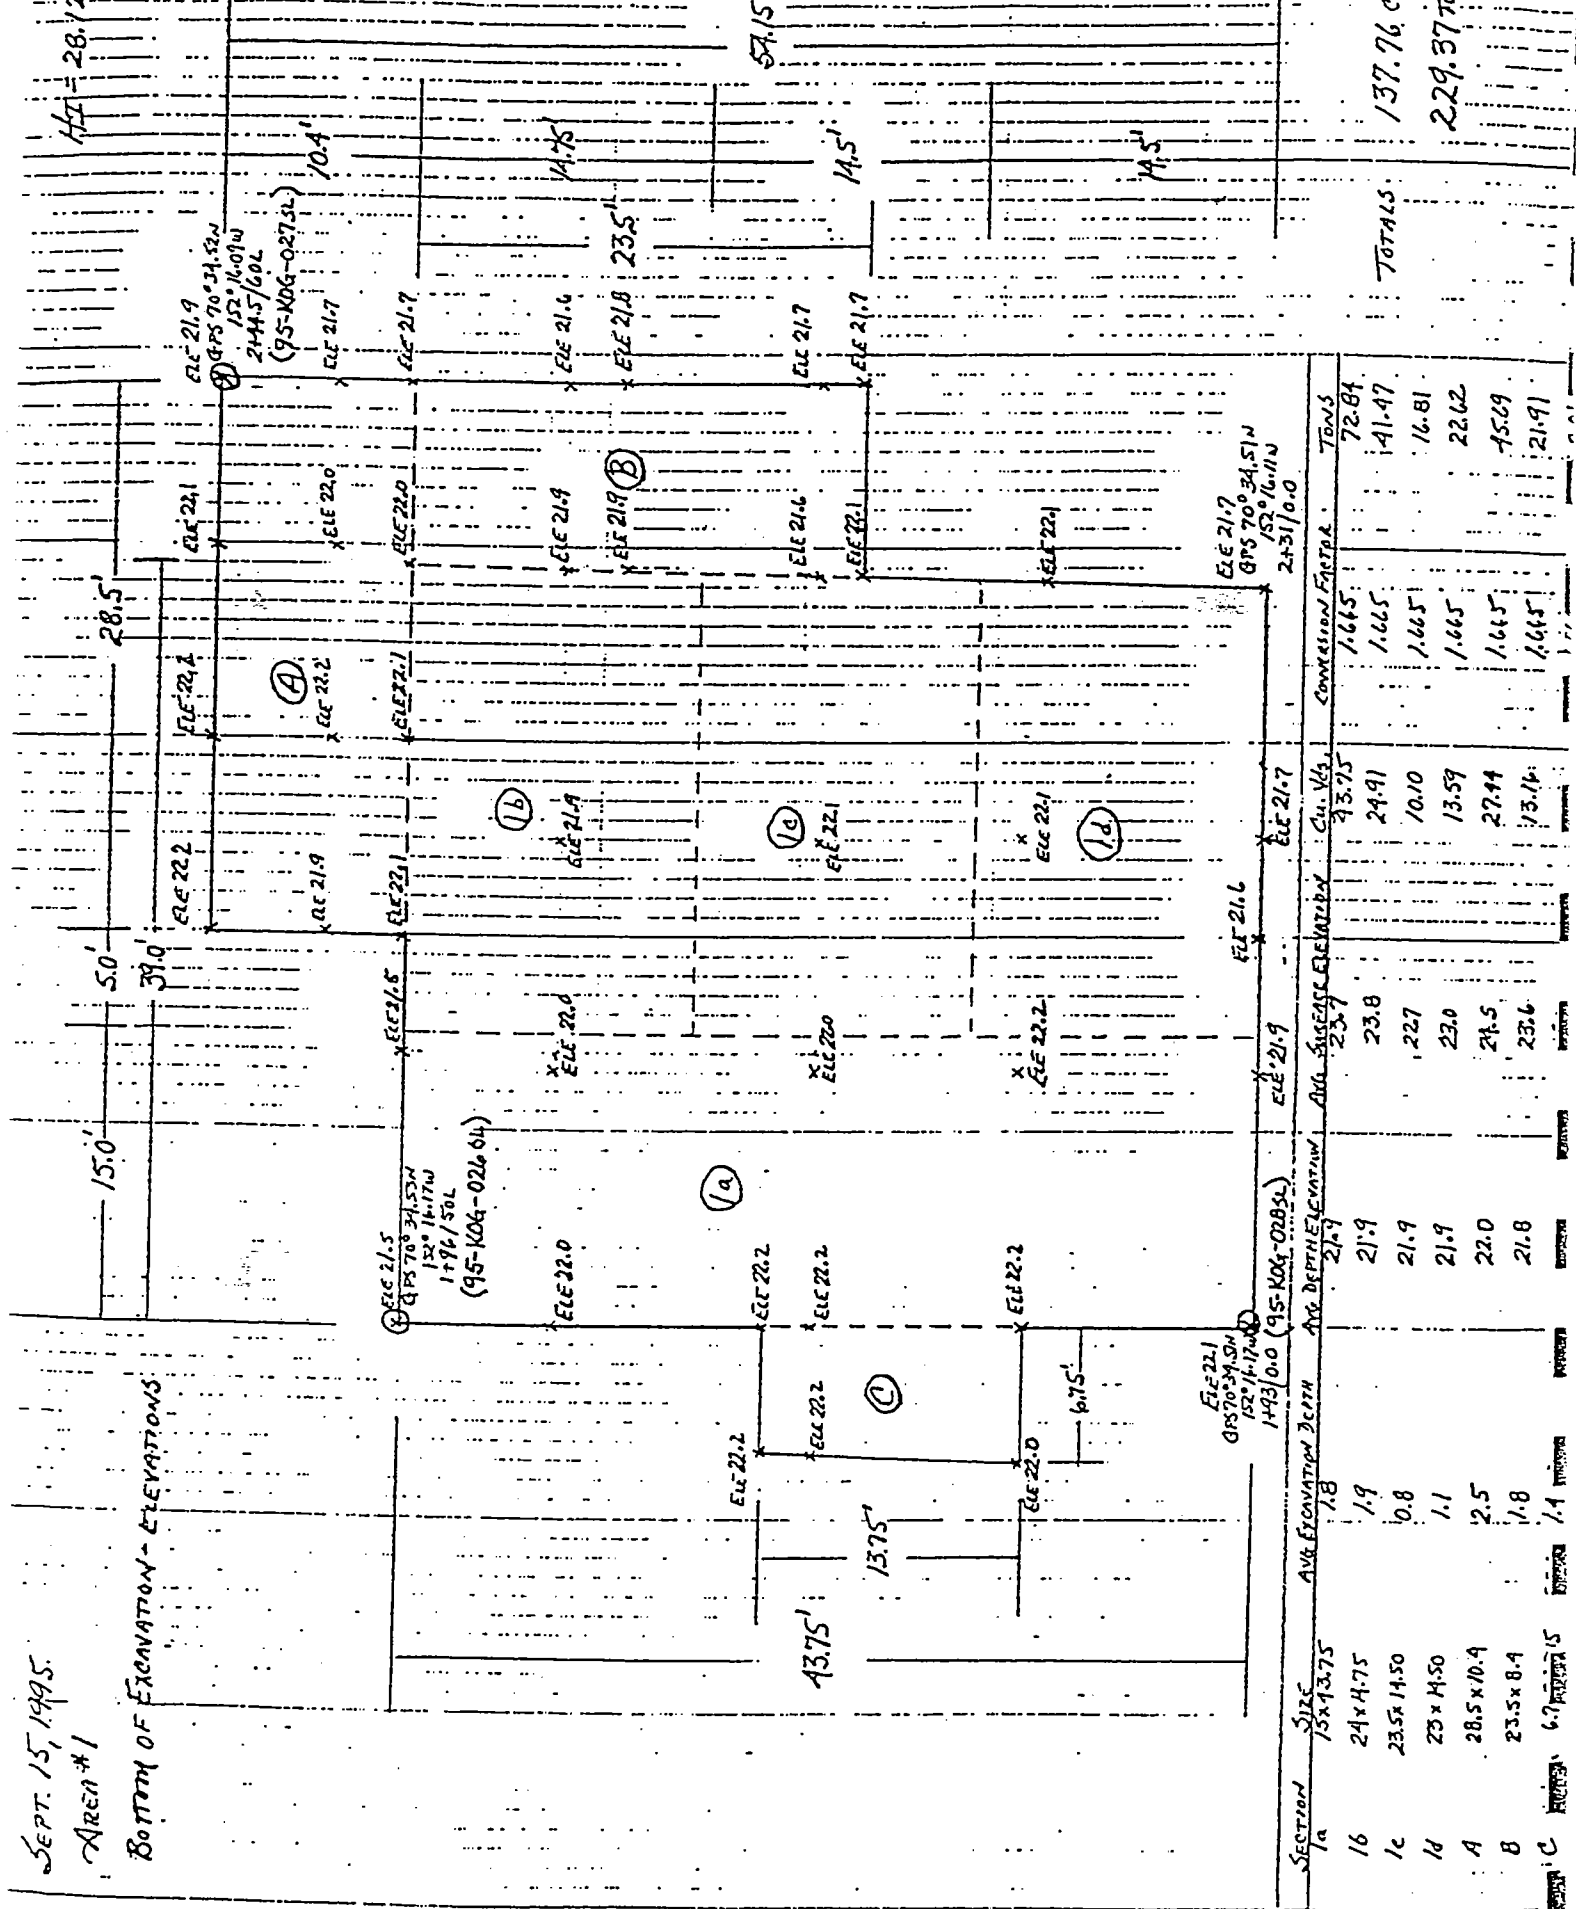 SEPT. 15, 1995.
AREA #1
BOTTOM OF EXCAVATION - ELEVATIONS
15.0'
5.0'
28.5'
39.0'
ELE 22.2
ELE 22.1
ELE 22.1
ELE 21.9
GPS 70° 34.52N
152° 16.09W
2+44.5/60L
(95-KOG-027SL)
10.4'
A
ELE 21.9
ELE 22.2
ELE 22.0
ELE 21.7
ELE 21.5
GPS 70° 34.53N
152° 16.17W
1+96/50L
(95-KOG-026SL)
ELE 21.5
ELE 22.1
ELE 22.1
ELE 22.0
ELE 21.7
14.75'
ELE 22.0
ELE 22.0
1b
ELE 21.9
ELE 21.9
ELE 21.6
ELE 21.9
B
ELE 21.8
23.5'
54.15
1a
43.75'
13.75'
ELE 22.2
ELE 22.2
ELE 22.2
ELE 22.2
ELE 22.0
1c
ELE 22.1
ELE 21.6
ELE 21.7
14.5'
C
ELE 22.1
ELE 21.7
ELE 22.0
ELE 22.2
ELE 22.2
ELE 22.1
ELE 22.1
14.5'
6.75'
1d
ELE 22.1
GPS 70° 34.51N
152° 16.17W
1+93/0.0 (95-KOG-028SL)
ELE 21.9
ELE 21.6
ELE 21.7
ELE 21.7
GPS 70° 34.51N
152° 16.11W
2+31/0.0
SECTION SIZE AVG EXCAVATION DEPTH AVG DEPTH ELEVATION AVG SURFACE ELEVATION Cu. Yds. CONVERSION FACTOR TONS
1a 15x43.75 1.8 21.9 23.7 43.75 1.665 72.84
1b 24x14.75 1.9 21.9 23.8 24.91 1.665 41.47
1c 23.5x14.50 0.8 21.9 22.7 10.10 1.665 16.81
1d 23x14.50 1.1 21.9 23.0 13.59 1.665 22.62
A 28.5x10.4 2.5 22.0 24.5 27.44 1.665 45.69
B 23.5x8.4 1.8 21.8 23.6 13.16 1.665 21.91
C 1.4
TOTALS 137.76
229.37